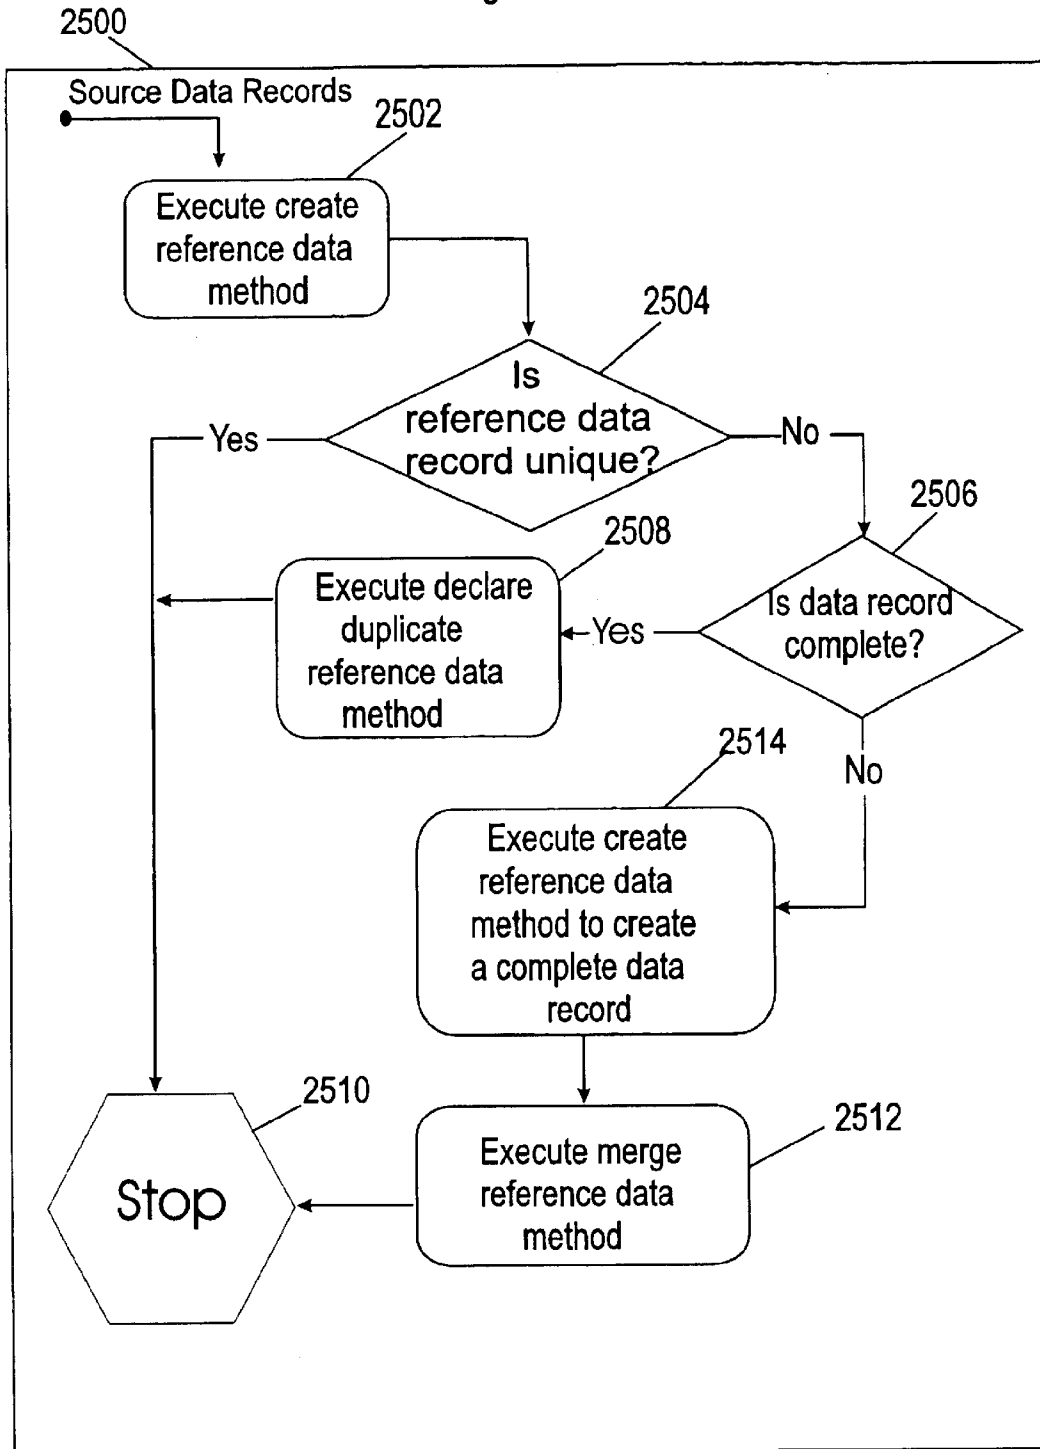 2500
Source Data Records
2502
Execute create
reference data
method
2504
Is
reference data
record unique?
Yes
No
2506
2508
Execute declare
duplicate
reference data
method
Yes
Is data record
complete?
2514
No
Execute create
reference data
method to create
a complete data
record
2510
Stop
2512
Execute merge
reference data
method